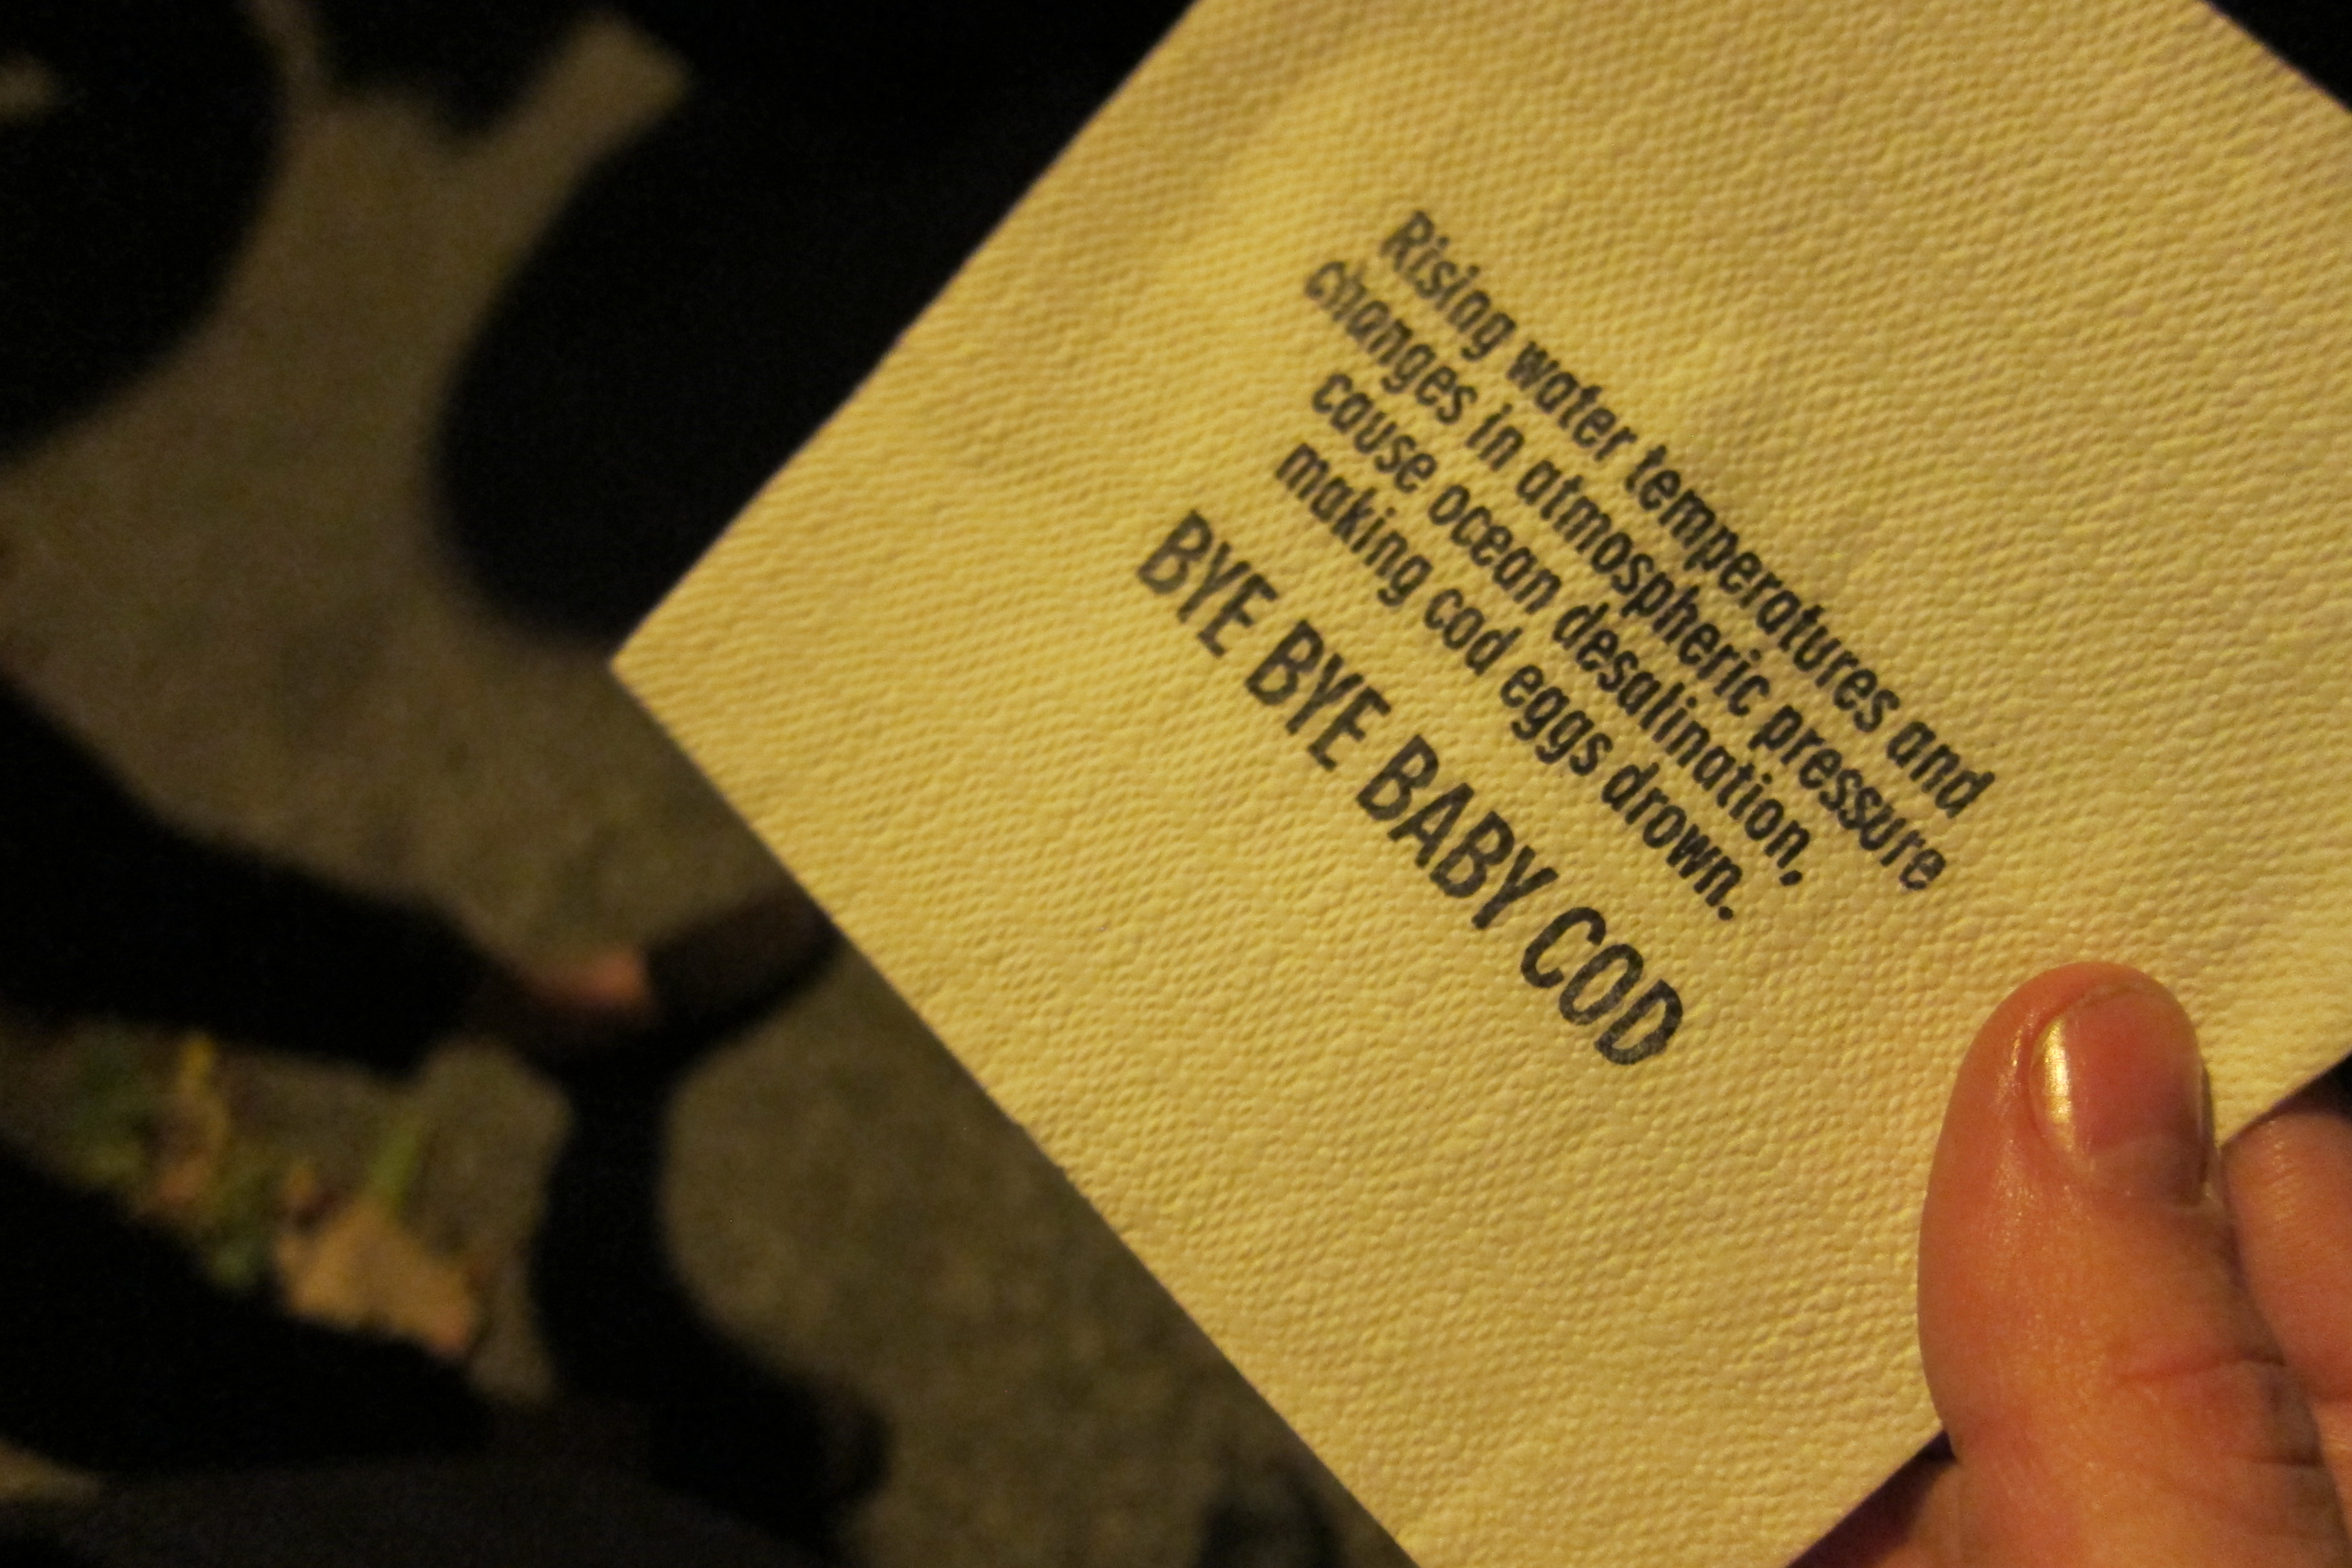 Rising water temperatures and
changes in atmospheric pressure
cause ocean desalination,
making cod eggs drown.
BYE BYE BABY COD